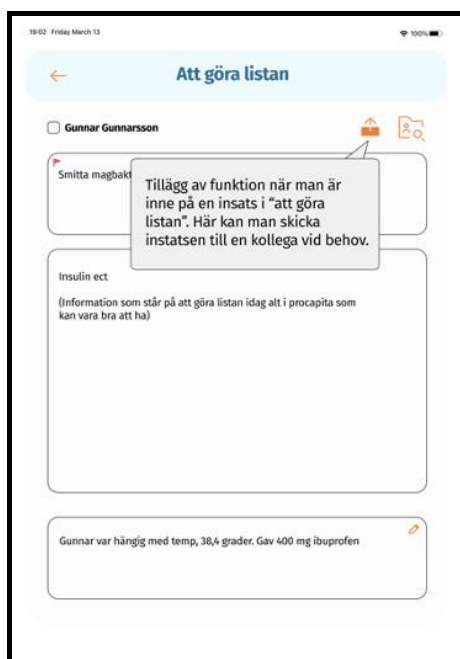 19:02 Friday March 13
100%
Att göra listan
Gunnar Gunnarsson
Smitta magbakt
Tillägg av funktion när man är
inne på en insats i “att göra
listan”. Här kan man skicka
instatsen till en kollega vid behov.
Insulin ect
(Information som står på att göra listan idag alt i procapita som
kan vara bra att ha)
Gunnar var hängig med temp, 38,4 grader. Gav 400 mg ibuprofen